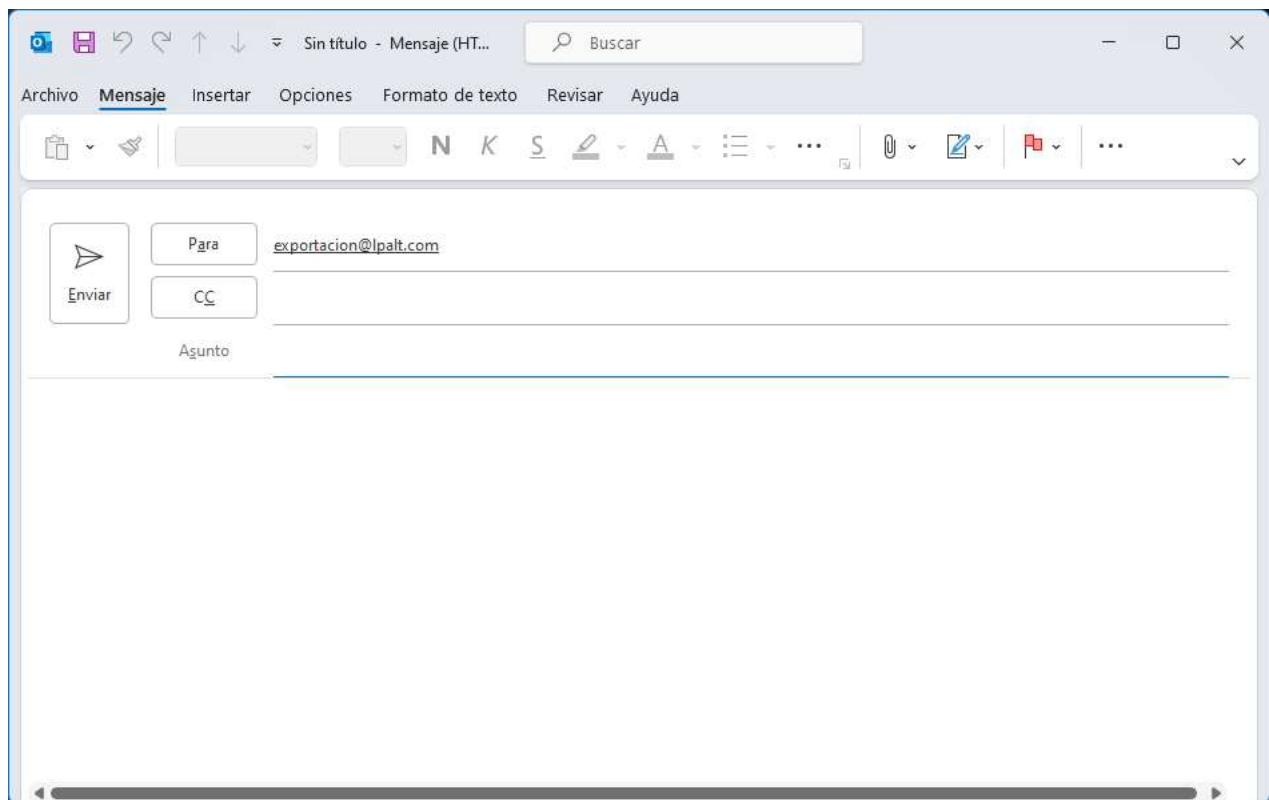 Sin título - Mensaje (HT...
Buscar
Archivo Mensaje Insertar Opciones Formato de texto Revisar Ayuda
N K S A
Para exportacion@lpalt.com
Enviar CC
Asunto